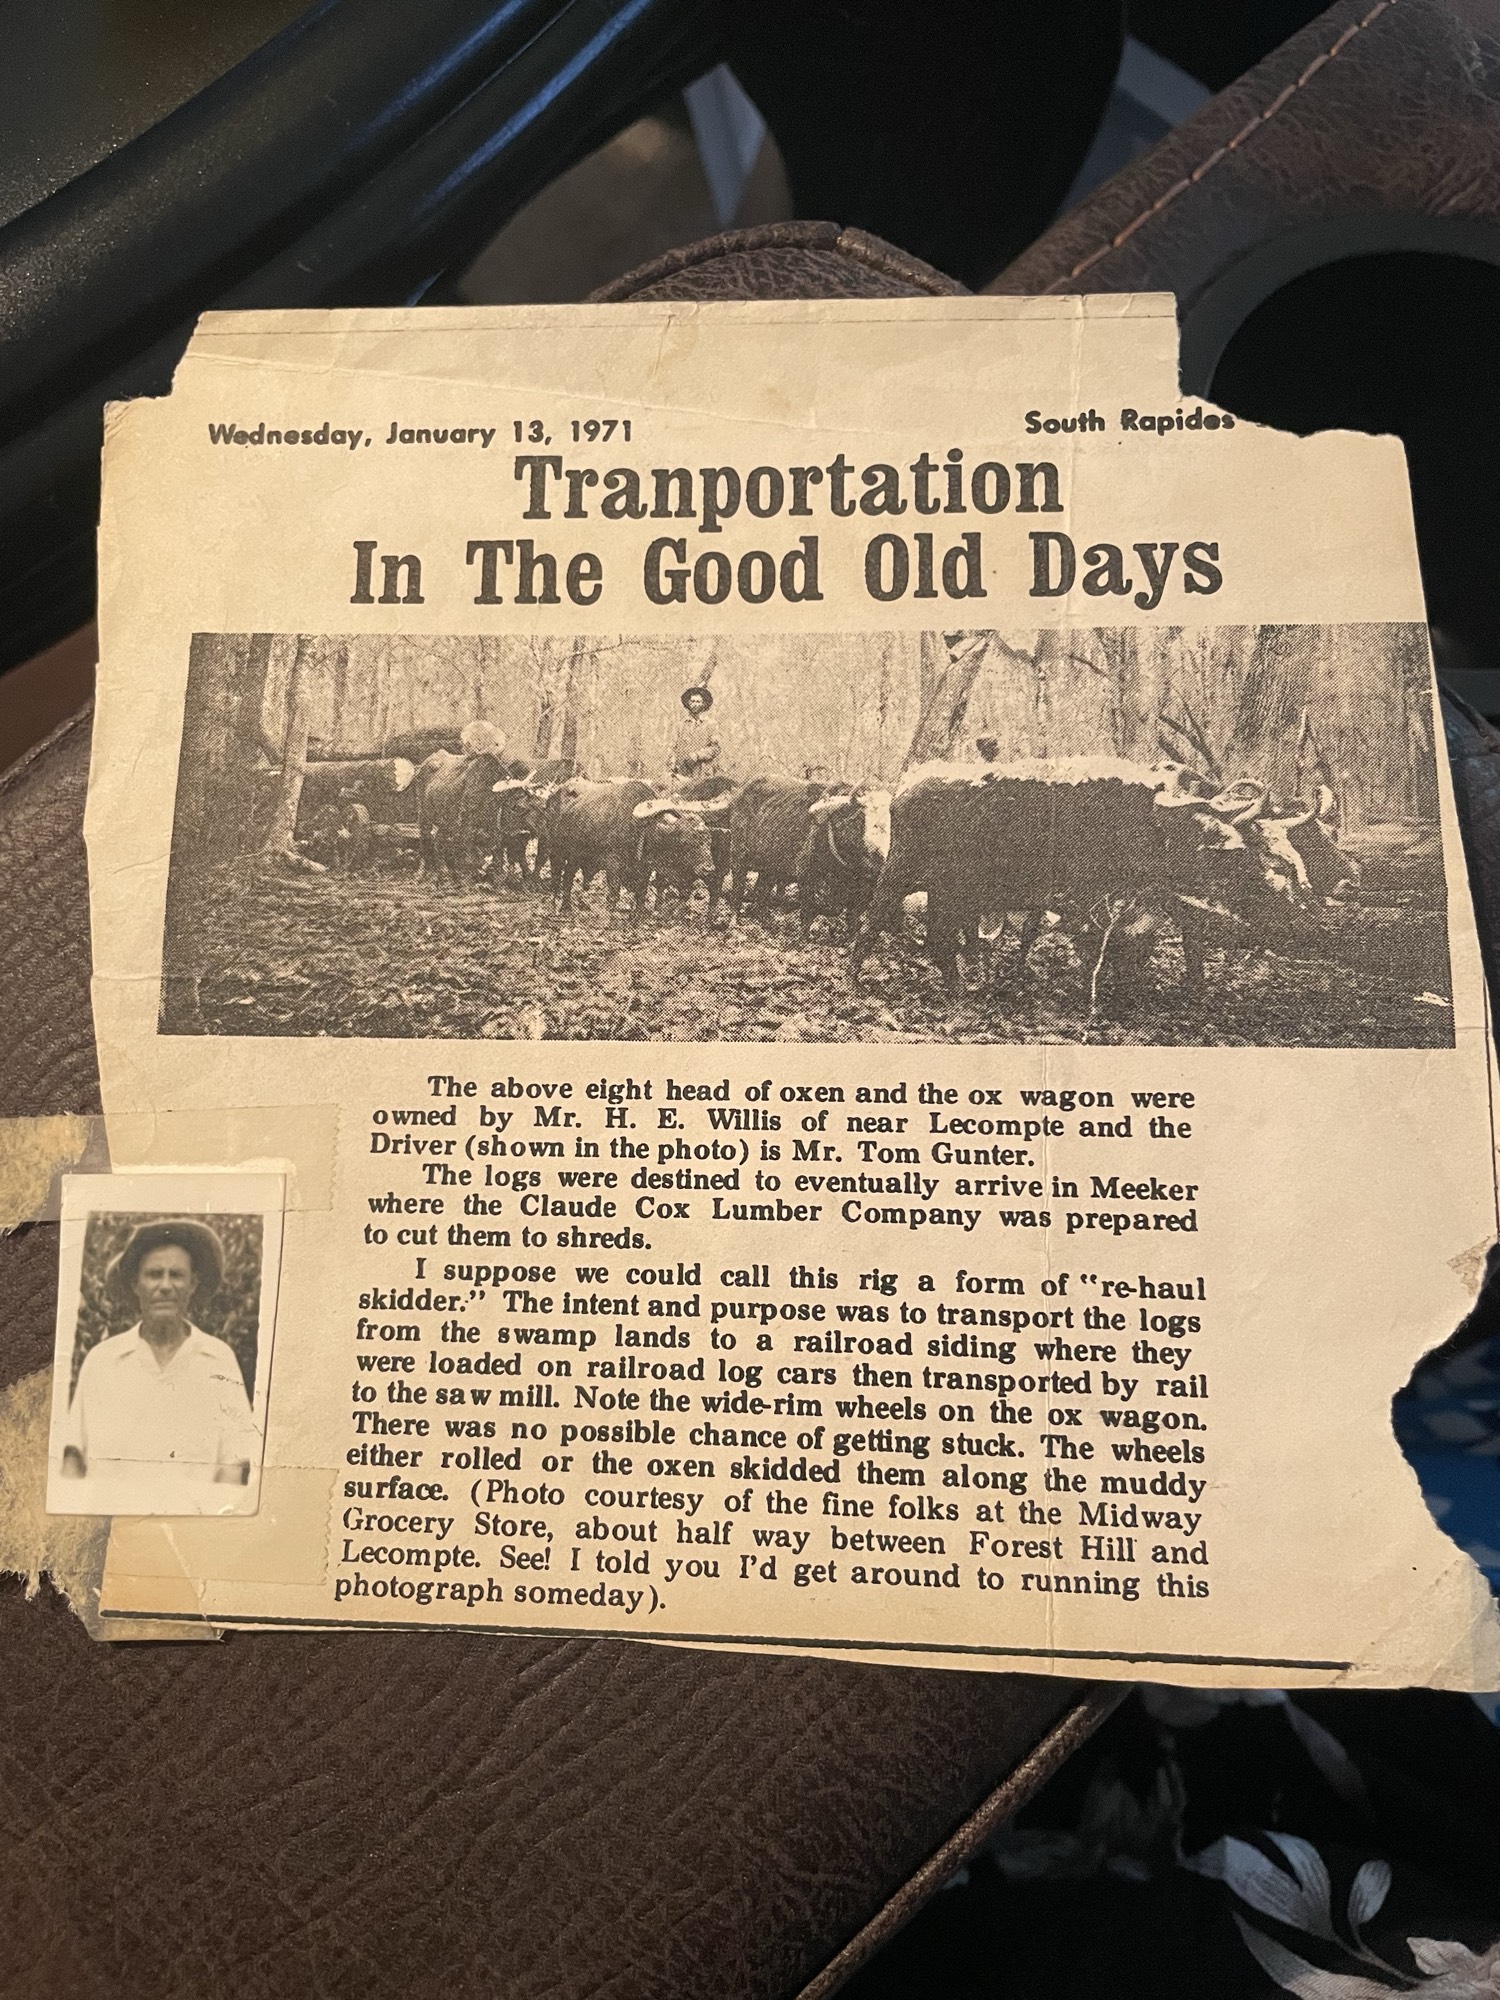 Wednesday, January 13, 1971
South Rapides
Tranportation
In The Good Old Days
The above eight head of oxen and the ox wagon were
owned by Mr. H. E. Willis of near Lecompte and the
Driver (shown in the photo) is Mr. Tom Gunter.
The logs were destined to eventually arrive in Meeker
where the Claude Cox Lumber Company was prepared
to cut them to shreds.
I suppose we could call this rig a form of "re-haul
skidder." The intent and purpose was to transport the logs
from the swamp lands to a railroad siding where they
were loaded on railroad log cars then transported by rail
to the saw mill. Note the wide-rim wheels on the ox wagon.
There was no possible chance of getting stuck. The wheels
either rolled or the oxen skidded them along the muddy
surface. (Photo courtesy of the fine folks at the Midway
Grocery Store, about half way between Forest Hill and
Lecompte. See! I told you I'd get around to running this
photograph someday).